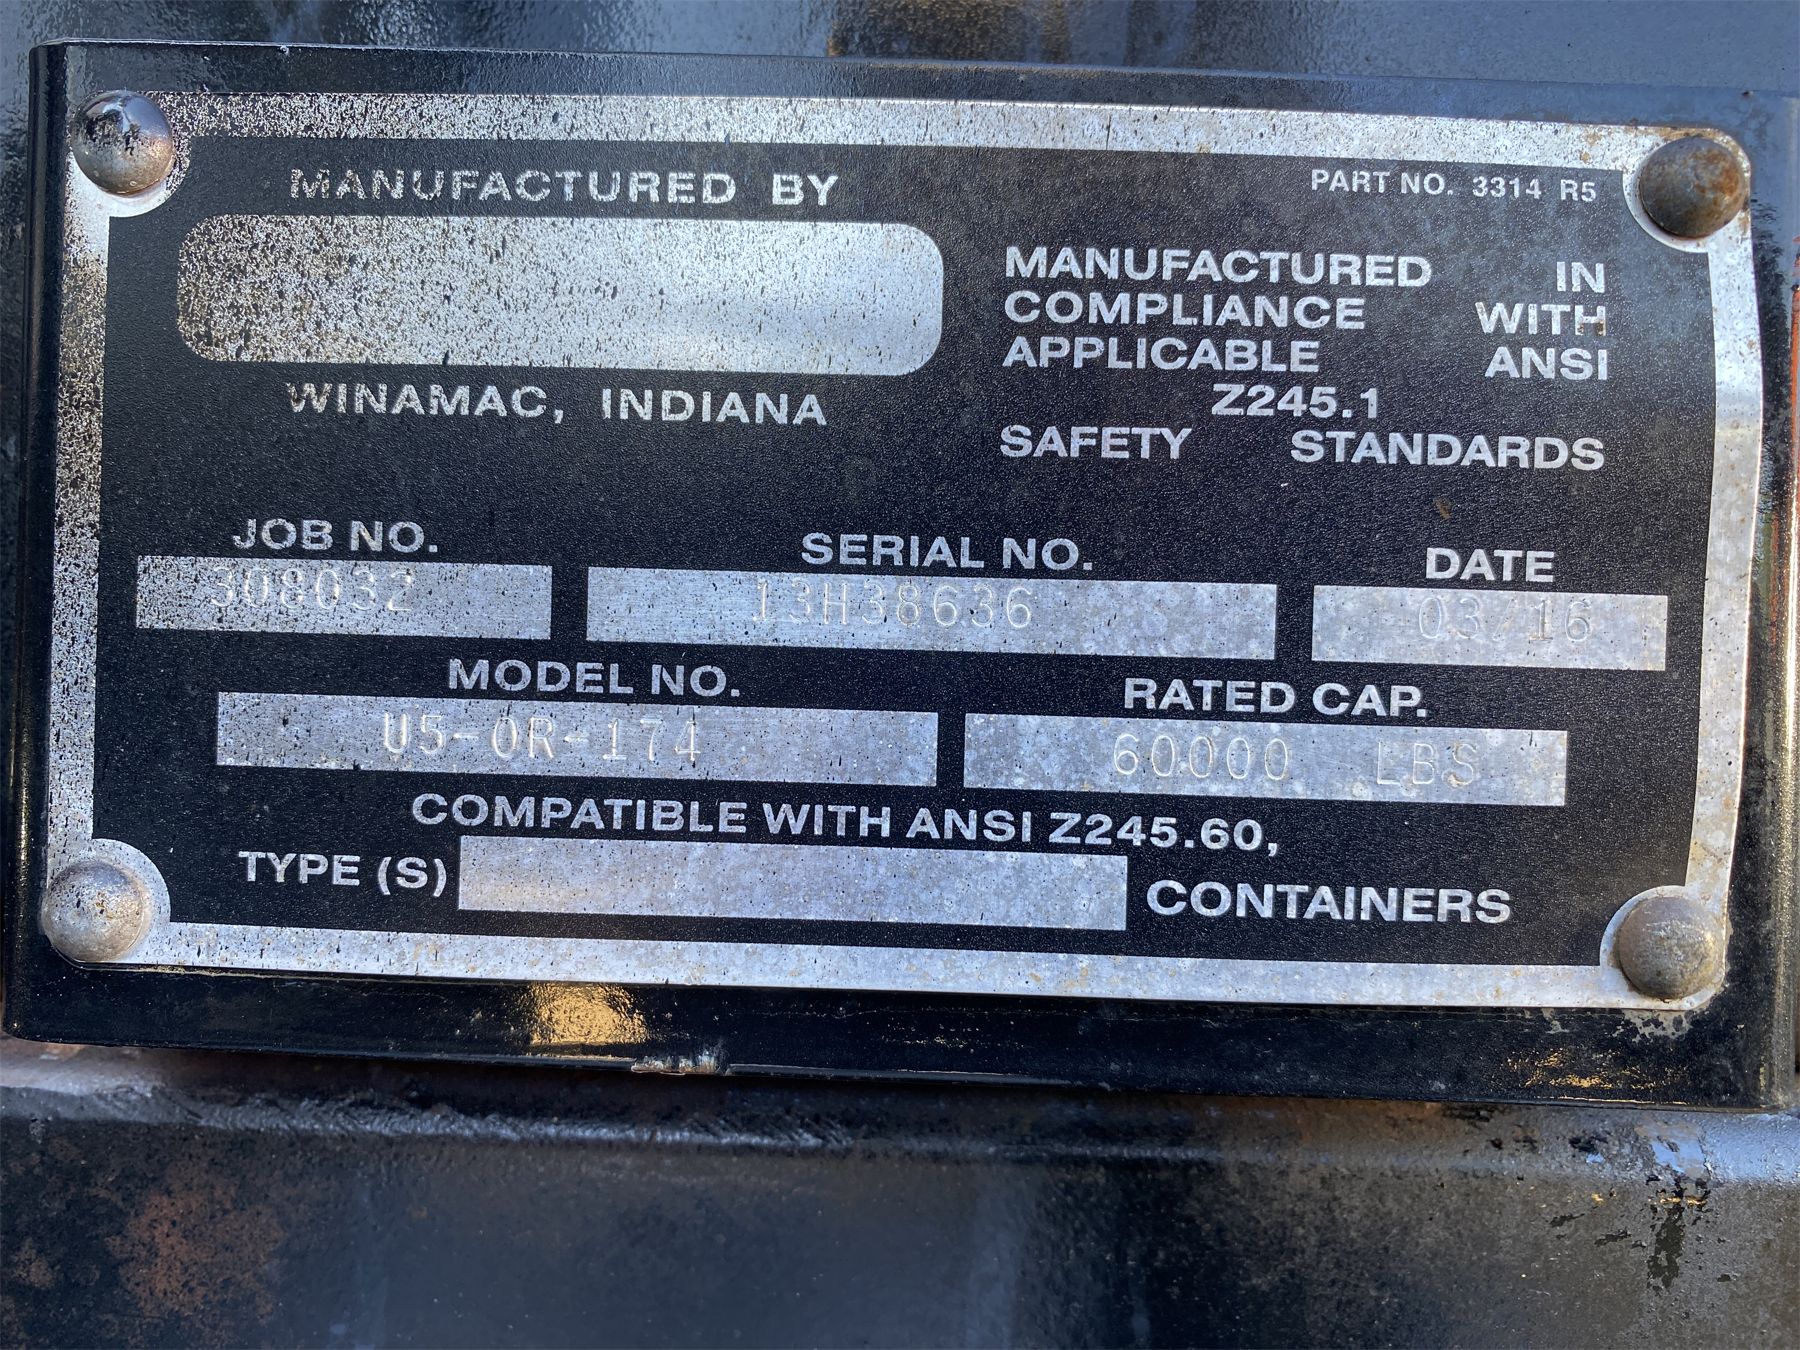 MANUFACTURED BY
WINAMAC, INDIANA
PART NO. 3314 R5
MANUFACTURED IN
COMPLIANCE WITH
APPLICABLE ANSI
Z245.1
SAFETY STANDARDS
JOB NO. SERIAL NO. DATE
308032 13H38636 03/16
MODEL NO. RATED CAP.
U5-OR-174 60000 LBS
COMPATIBLE WITH ANSI Z245.60,
TYPE (S) CONTAINERS